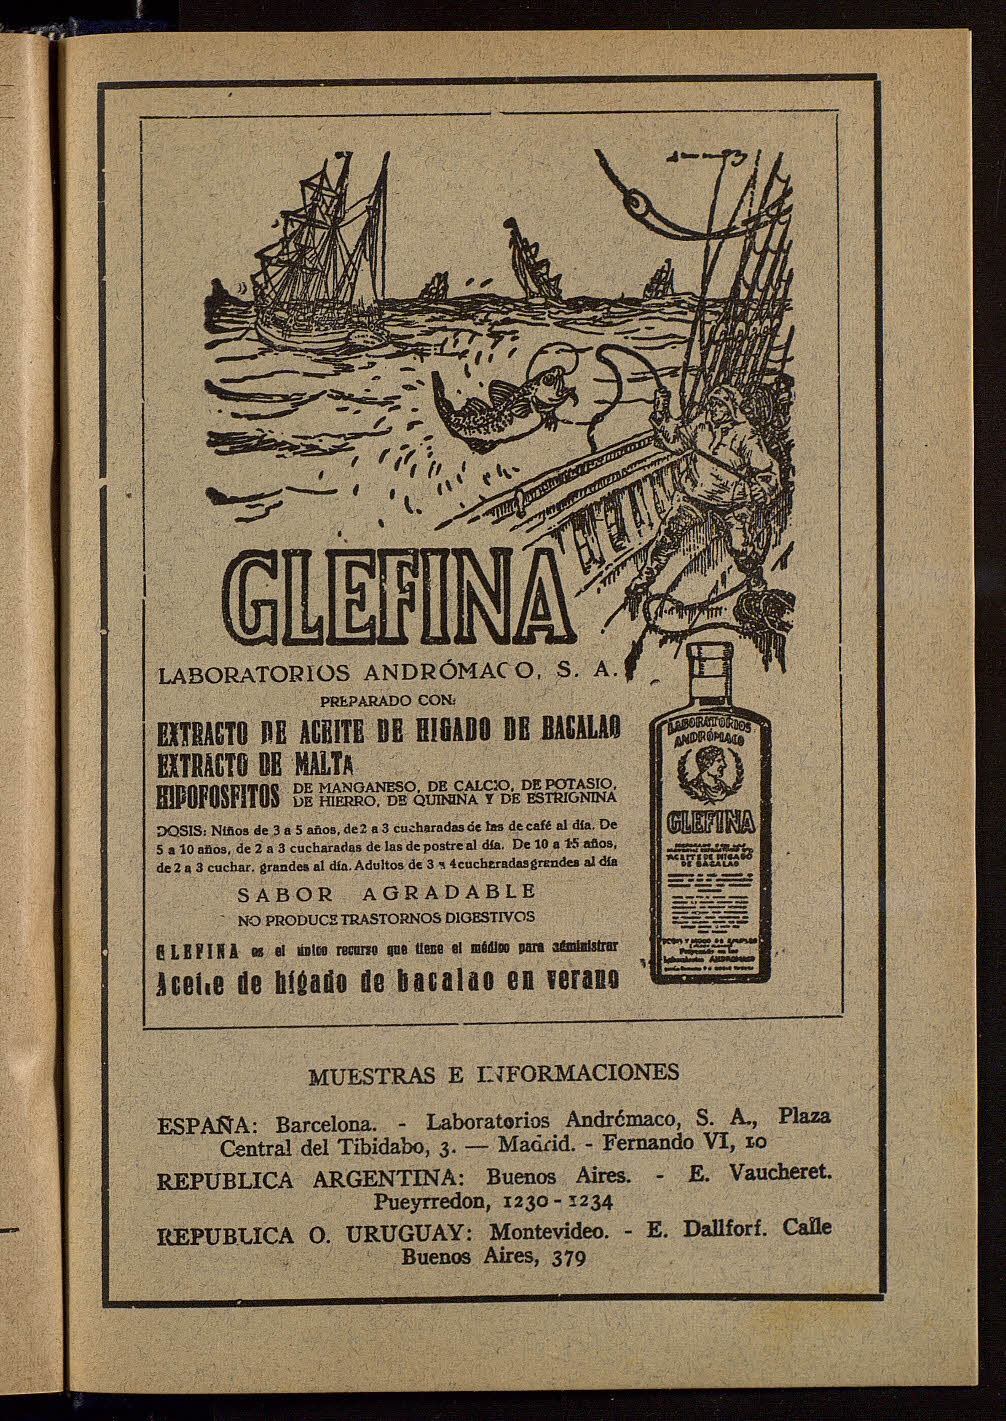 GLEFINA
LABORATORIOS ANDRÓMACO, S. A.
PREPARADO CON:
EXTRACTO DE ACEITE DE HIGADO DE BACALAO
EXTRACTO DE MALTA
HIPOFOSFITOS DE MANGANESO, DE CALCIO, DE POTASIO,
DE HIERRO, DE QUININA Y DE ESTRIGNINA
DOSIS: Niños de 3 a 5 años, de 2 a 3 cucharadas de las de café al día. De
5 a 10 años, de 2 a 3 cucharadas de las de postre al día. De 10 a 15 años,
de 2 a 3 cuchar. grandes al día. Adultos de 3 a 4 cucharadas grandes al día
SABOR AGRADABLE
NO PRODUCE TRASTORNOS DIGESTIVOS
GLEFINA es el único recurso que tiene el médico para administrar
Aceite de hígado de bacalao en verano
LABORATORIOS
ANDRÓMACO
GLEFINA
ACEITE DE HIGADO
DE BACALAO
MUESTRAS E INFORMACIONES
ESPAÑA: Barcelona. - Laboratorios Andrómaco, S. A., Plaza
Central del Tibidabo, 3. — Madrid. - Fernando VI, 10
REPUBLICA ARGENTINA: Buenos Aires. - E. Vaucheret.
Pueyrredon, 1230 - 1234
REPUBLICA O. URUGUAY: Montevideo. - E. Dallforf. Calle
Buenos Aires, 379